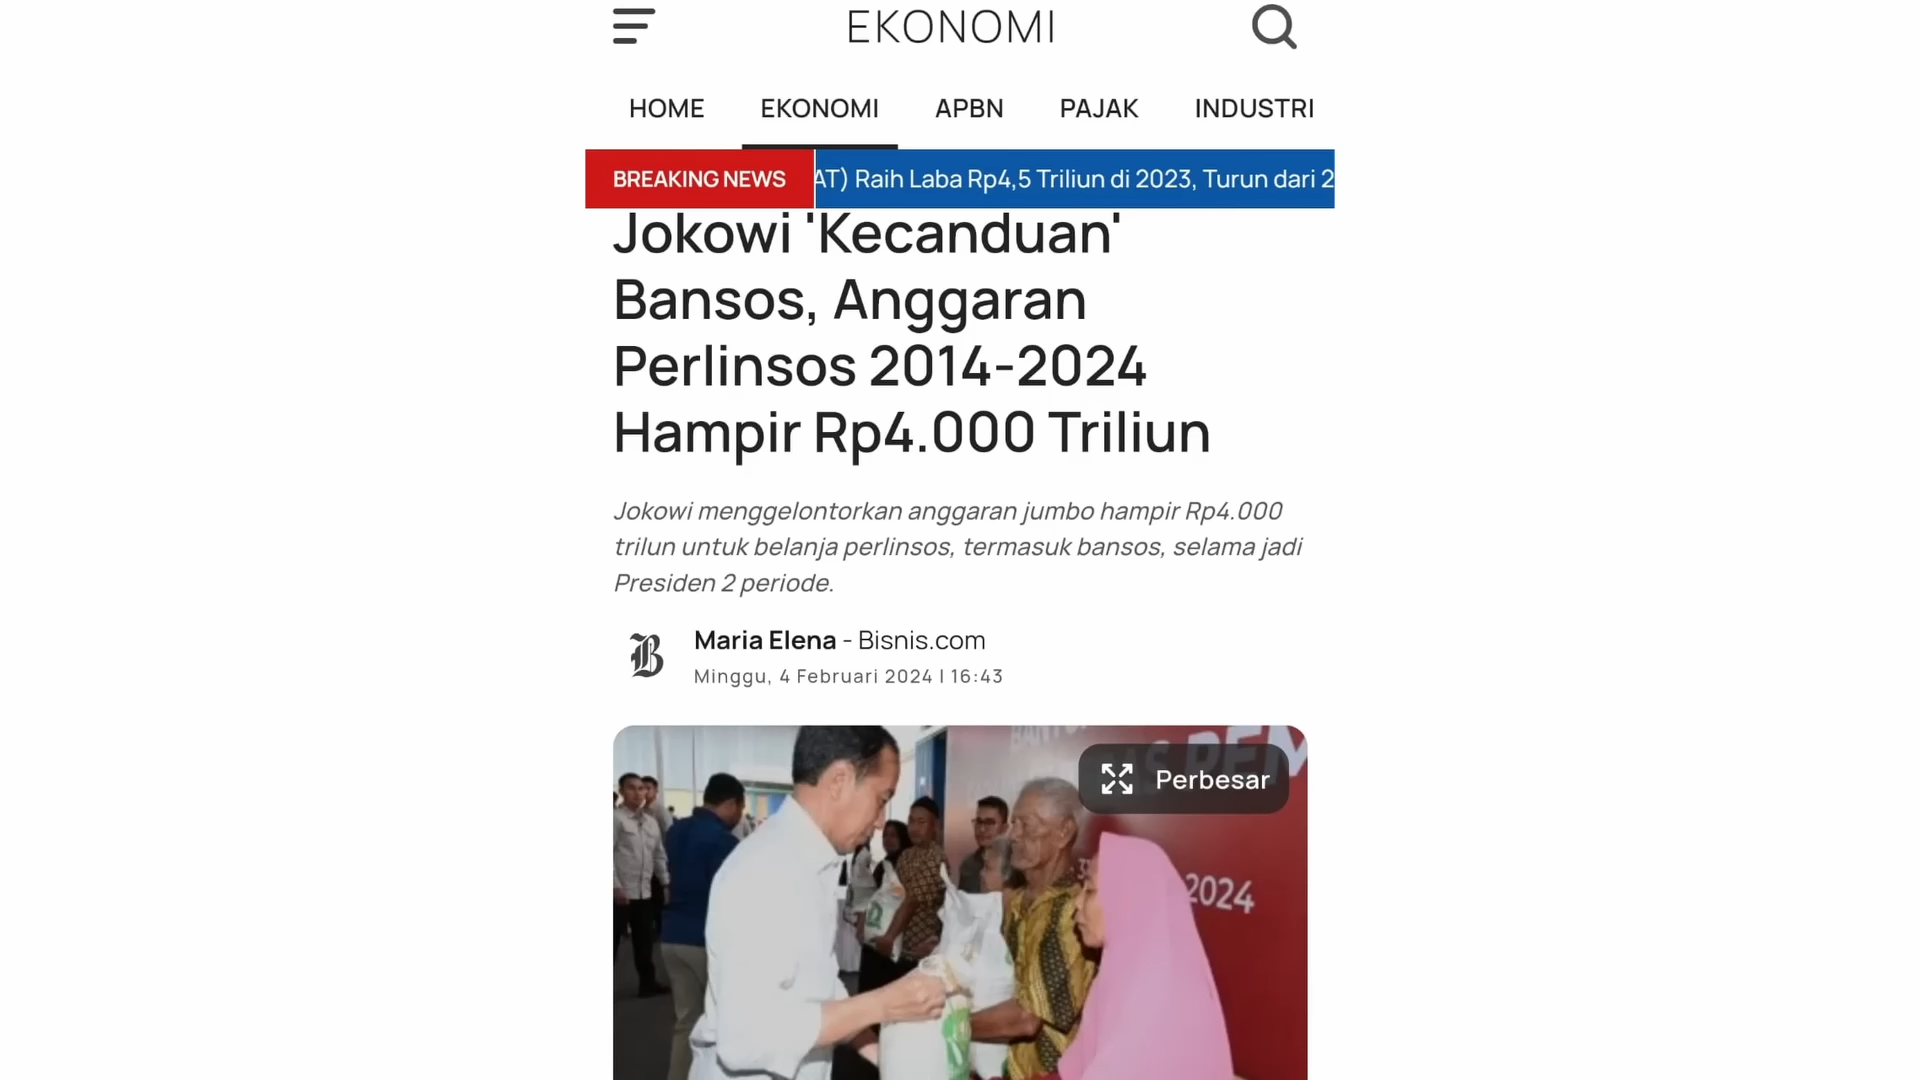 EKONOMI
HOME EKONOMI APBN PAJAK INDUSTRI
BREAKING NEWS AT) Raih Laba Rp4,5 Triliun di 2023, Turun dari 2
Jokowi 'Kecanduan'
Bansos, Anggaran
Perlinsos 2014-2024
Hampir Rp4.000 Triliun
Jokowi menggelontorkan anggaran jumbo hampir Rp4.000
trilun untuk belanja perlinsos, termasuk bansos, selama jadi
Presiden 2 periode.
B
Maria Elena - Bisnis.com
Minggu, 4 Februari 2024 | 16:43
Perbesar
2024